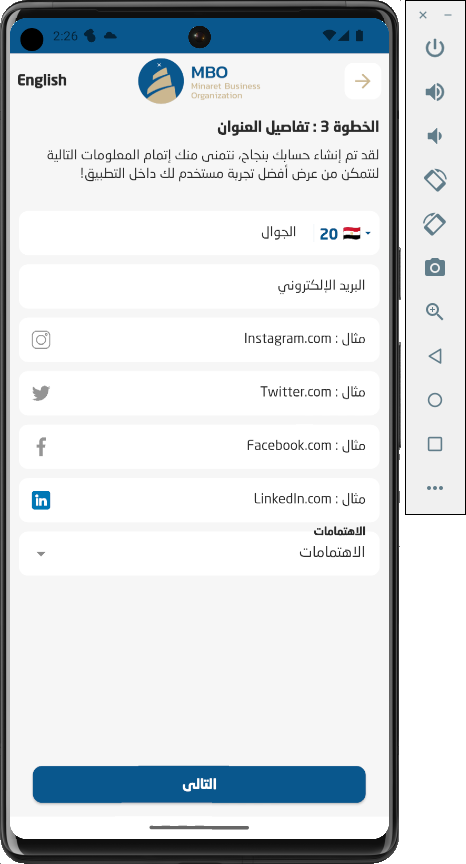 2:26
English
MBO
Minaret Business
Organization
الخطوة 3 : تفاصيل العنوان
لقد تم إنشاء حسابك بنجاح، نتمنى منك إتمام المعلومات التالية
لنتمكن من عرض أفضل تجربة مستخدم لك داخل التطبيق!
20 الجوال
البريد الإلكتروني
مثال : Instagram.com
مثال : Twitter.com
مثال : Facebook.com
مثال : LinkedIn.com
الاهتمامات
الاهتمامات
التالى